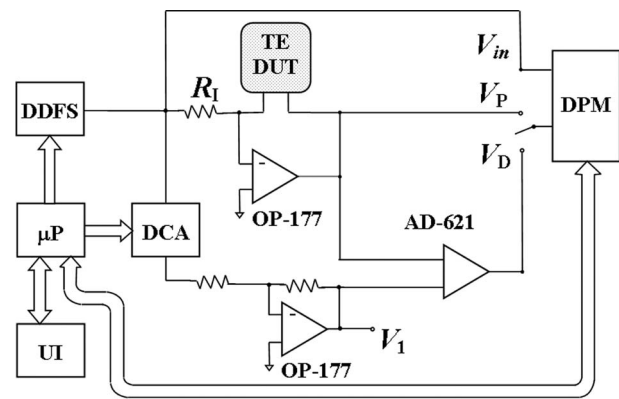 TE
DUT
V_in
DDFS
R_I
V_P
DPM
-
V_D
OP-177
AD-621
μP
DCA
-
V_1
UI
OP-177